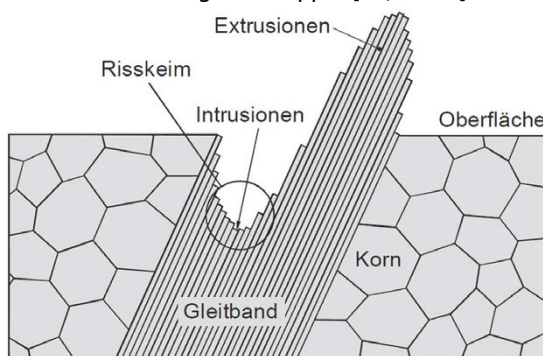 Extrusionen
Risskeim
Intrusionen
Oberfläche
Korn
Gleitband